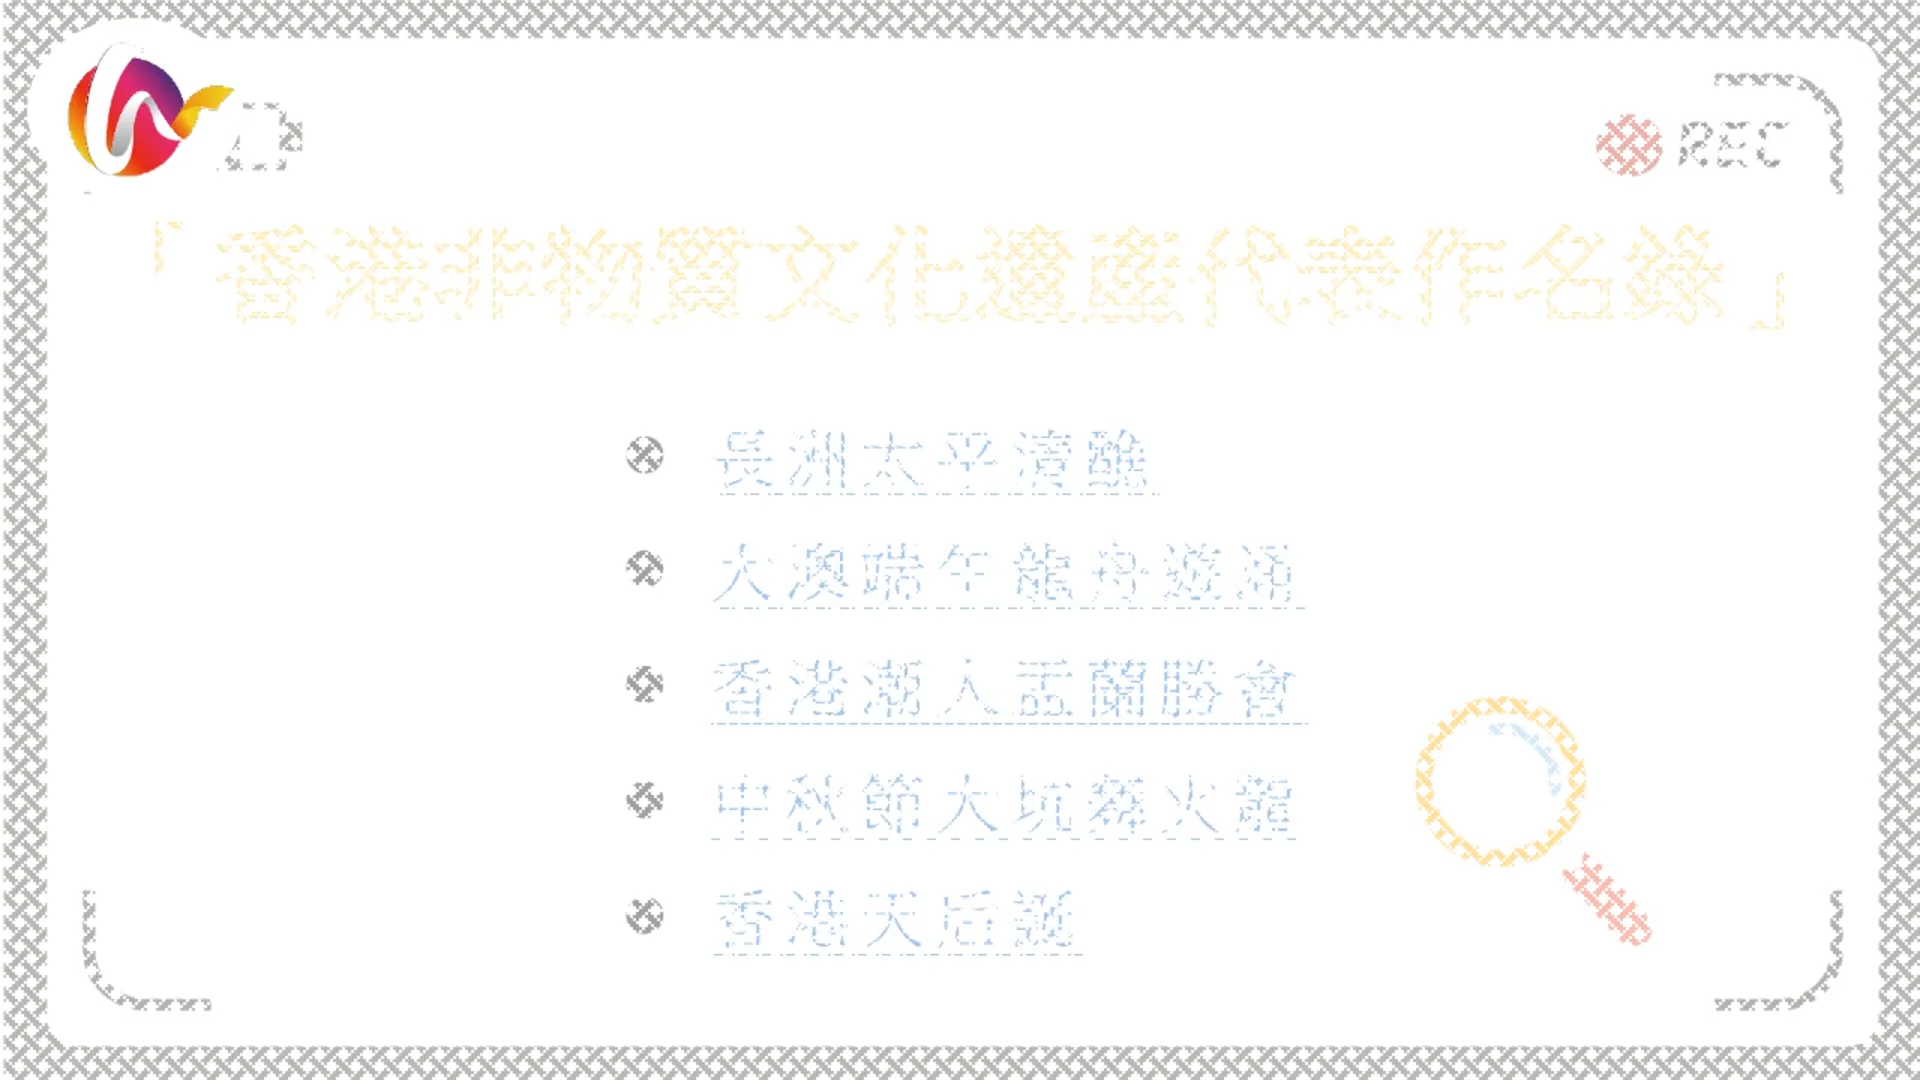 REC
「香港非物質文化遺產代表作名錄」
長洲太平清醮
大澳端午龍舟遊涌
香港潮人盂蘭勝會
中秋節大坑舞火龍
香港天后誕